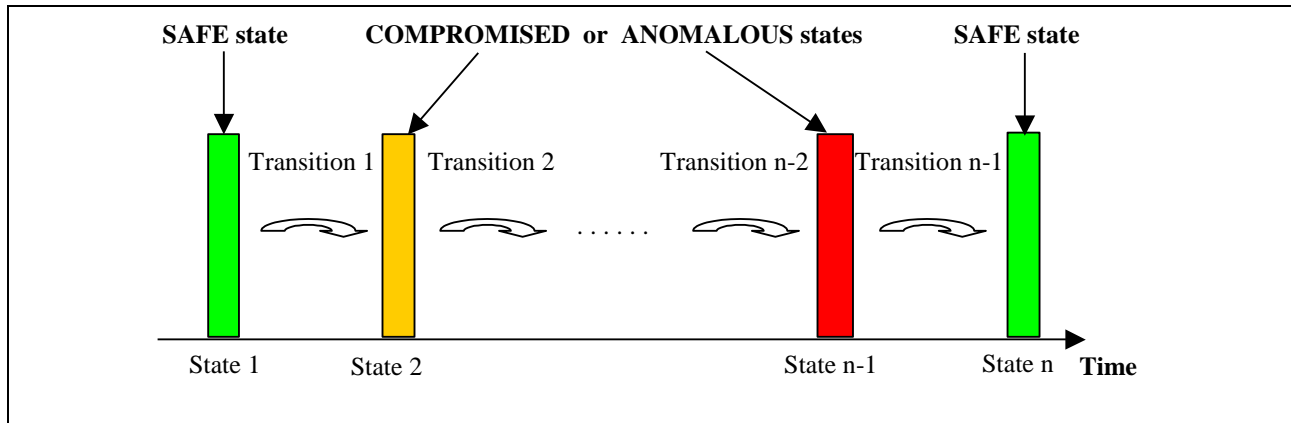 SAFE state COMPROMISED or ANOMALOUS states SAFE state
Transition 1 Transition 2 Transition n-2 Transition n-1
. . . . . .
State 1 State 2 State n-1 State n Time